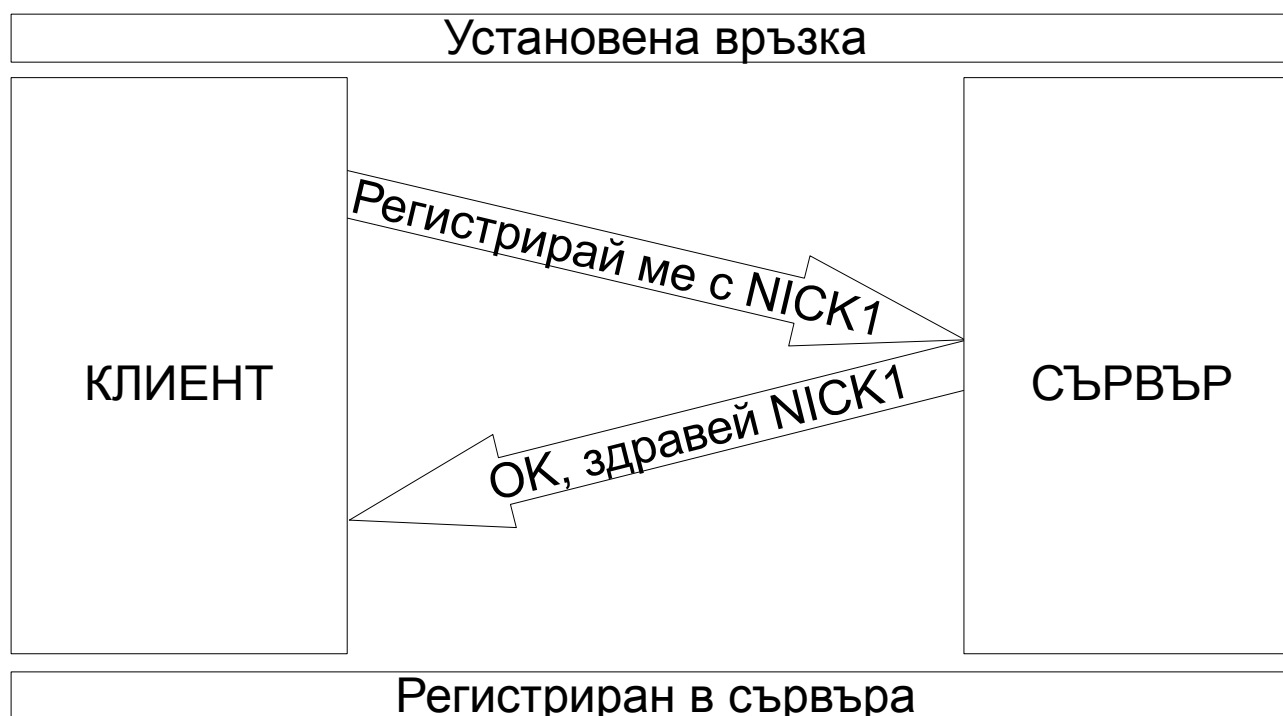 Установена връзка
Регистрирай ме с NICK1
КЛИЕНТ
СЪРВЪР
OK, здравей NICK1
Регистриран в сървъра